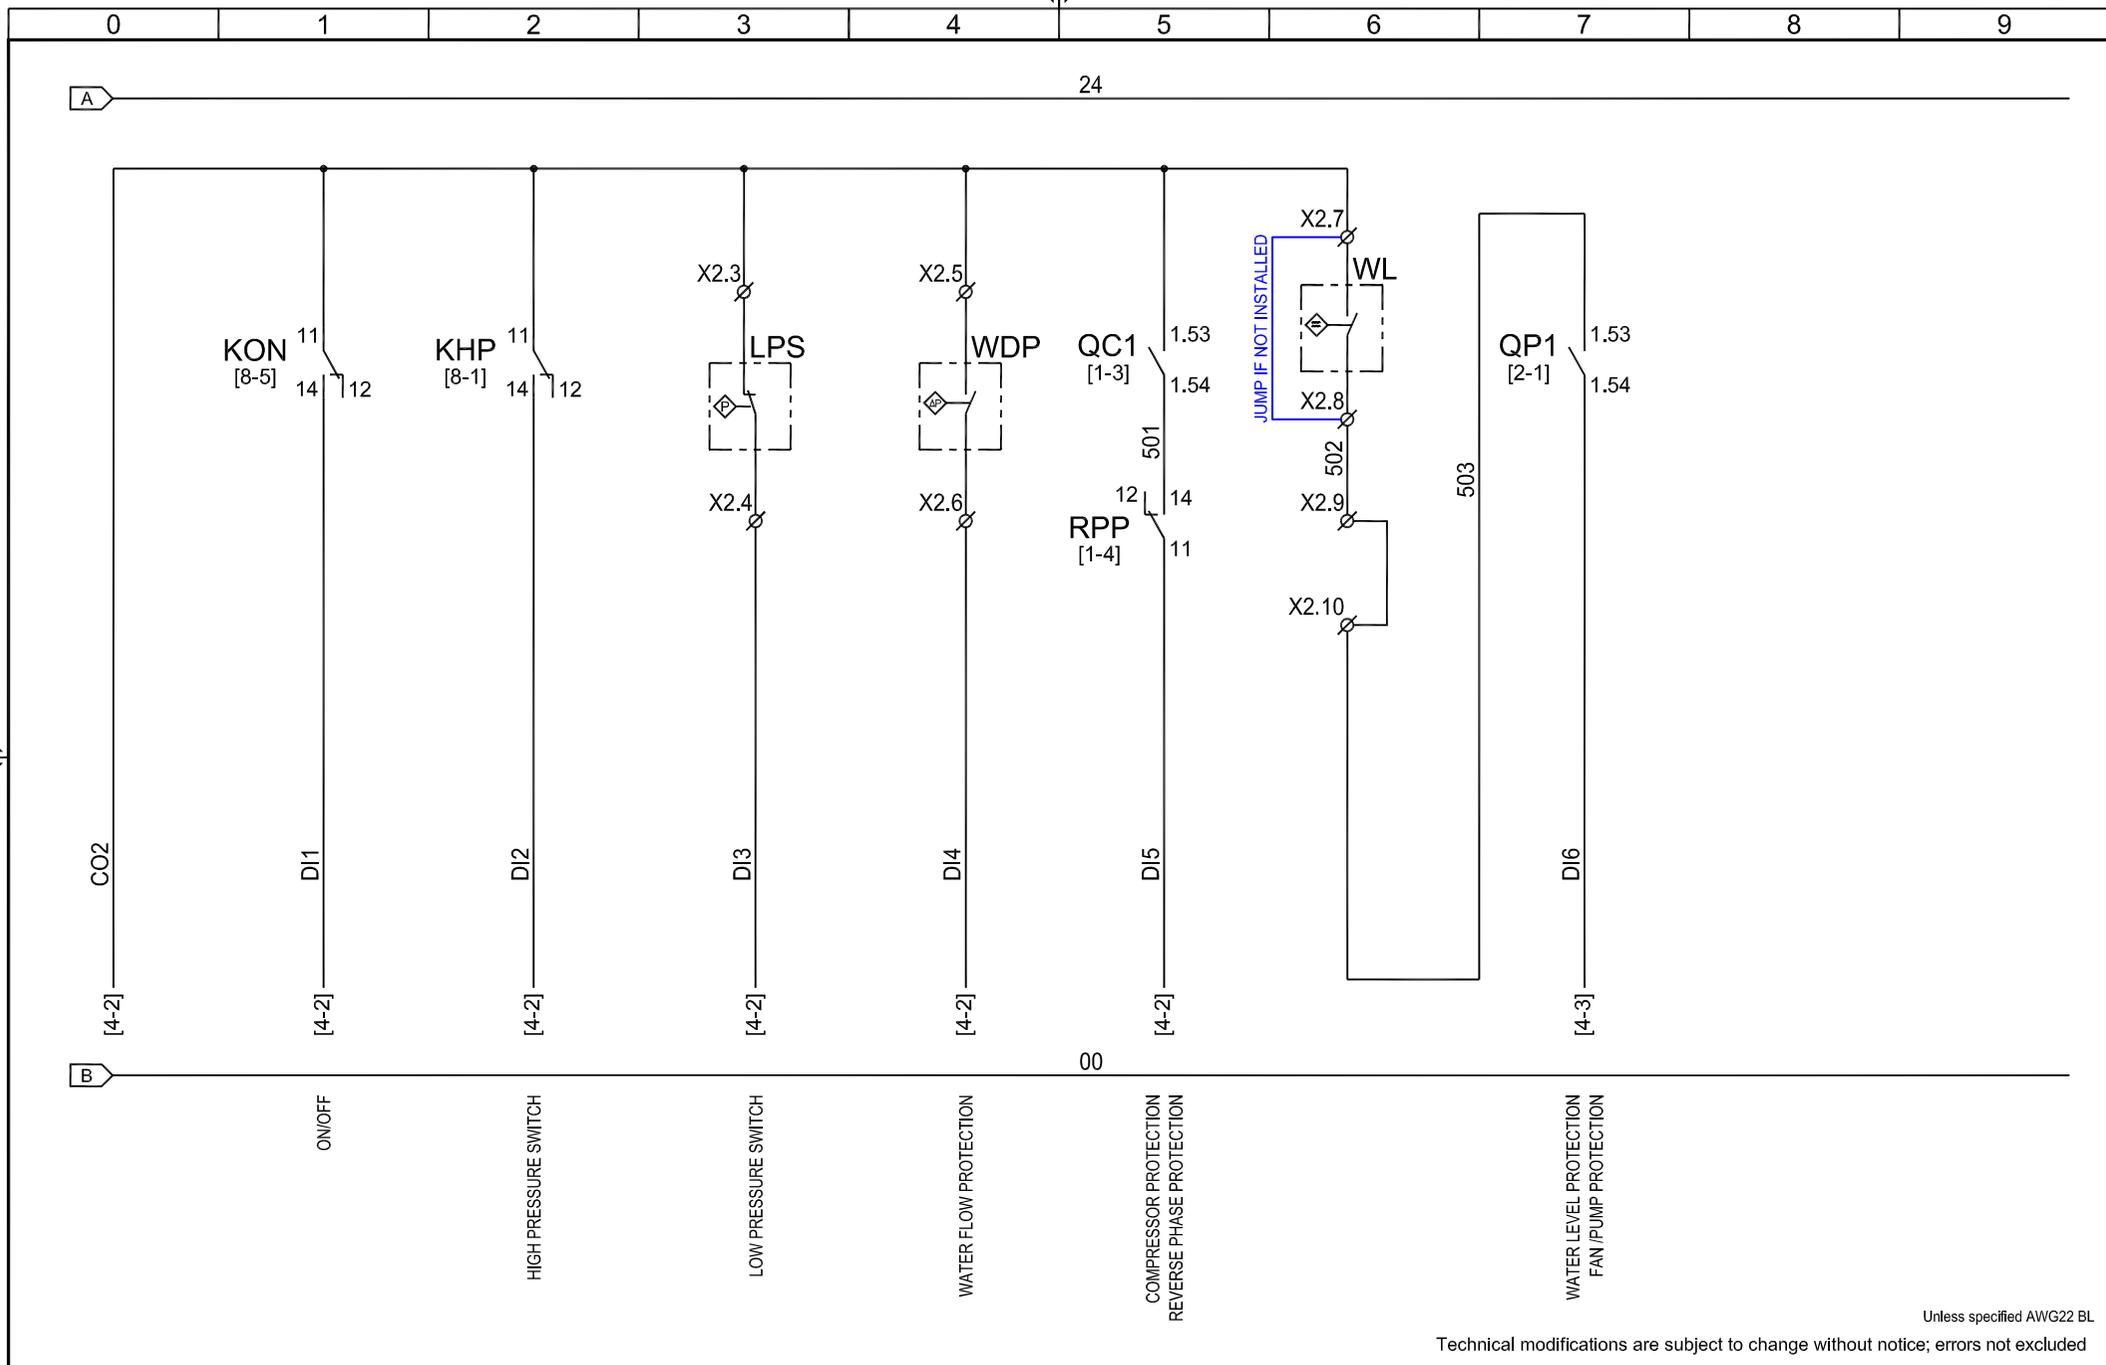 0 1 2 3 4 5 6 7 8 9
A
24
X2.7
JUMP IF NOT INSTALLED
X2.3
X2.5
WL
KON
[8-5]
11
14
12
KHP
[8-1]
11
14
12
LPS
P
WDP
ΔP
QC1
[1-3]
1.53
1.54
QP1
[2-1]
1.53
1.54
X2.8
501
502
503
X2.4
X2.6
12
14
RPP
[1-4]
11
X2.9
X2.10
CO2
DI1
DI2
DI3
DI4
DI5
DI6
[4-2]
[4-2]
[4-2]
[4-2]
[4-2]
[4-2]
[4-3]
B
00
ON/OFF
HIGH PRESSURE SWITCH
LOW PRESSURE SWITCH
WATER FLOW PROTECTION
COMPRESSOR PROTECTION
REVERSE PHASE PROTECTION
WATER LEVEL PROTECTION
FAN /PUMP PROTECTION
Unless specified AWG22 BL
Technical modifications are subject to change without notice; errors not excluded